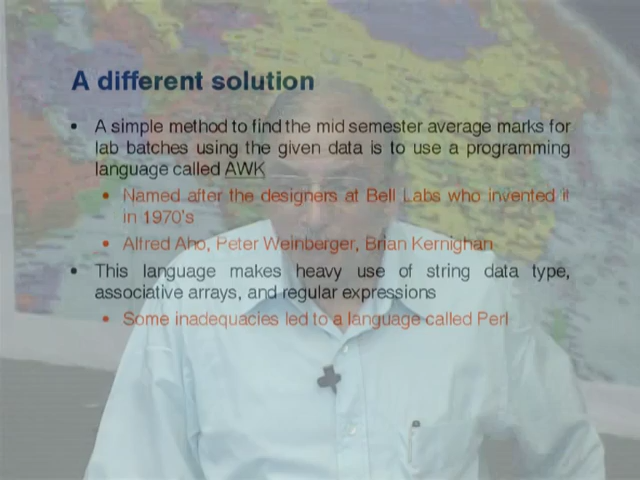 A different solution
• A simple method to find the mid semester average marks for
lab batches using the given data is to use a programming
language called AWK
• Named after the designers at Bell Labs who invented it
in 1970's
• Alfred Aho, Peter Weinberger, Brian Kernighan
• This language makes heavy use of string data type,
associative arrays, and regular expressions
• Some inadequacies led to a language called Perl